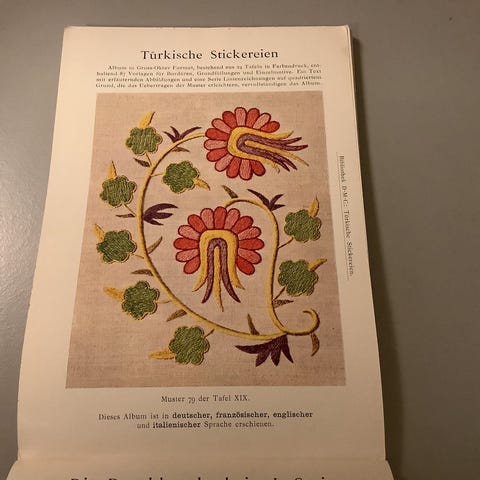 Türkische Stickereien
Album in Gross-Oktav Format, bestehend aus 24 Tafeln in Farbendruck, ent-
haltend 87 Vorlagen für Bordüren, Grundfüllungen und Einzelmotive. Ein Text
mit erläuternden Abbildungen und eine Serie Linienzeichnungen auf quadriertem
Grund, die das Uebertragen der Muster erleichtern, vervollständigen das Album.
Bibliothek D·M·C: Türkische Stickereien.
Muster 79 der Tafel XIX.
Dieses Album ist in deutscher, französischer, englischer
und italienischer Sprache erschienen.